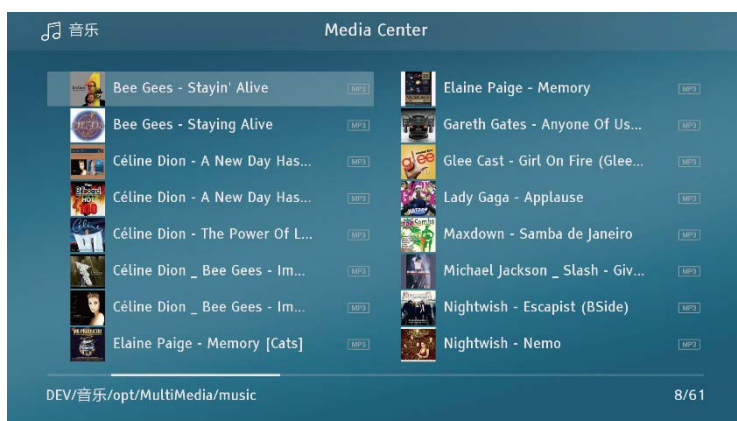 音乐
Media Center
Bee Gees - Stayin' Alive MP3
Bee Gees - Staying Alive MP3
Céline Dion - A New Day Has... MP3
Céline Dion - A New Day Has... MP3
Céline Dion - The Power Of L... MP3
Céline Dion _ Bee Gees - Im... MP3
Céline Dion _ Bee Gees - Im... MP3
Elaine Paige - Memory [Cats] MP3
Elaine Paige - Memory MP3
Gareth Gates - Anyone Of Us... MP3
Glee Cast - Girl On Fire (Glee... MP3
Lady Gaga - Applause MP3
Maxdown - Samba de Janeiro MP3
Michael Jackson _ Slash - Giv... MP3
Nightwish - Escapist (BSide) MP3
Nightwish - Nemo MP3
DEV/音乐/opt/MultiMedia/music
8/61